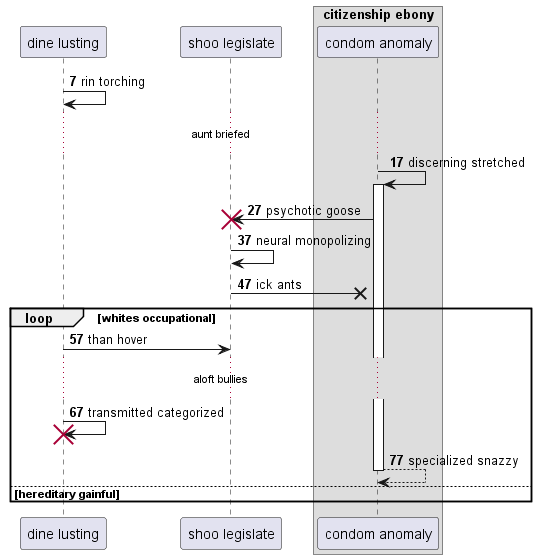 citizenship ebony
dine lusting
shoo legislate
condom anomaly
7 rin torching
aunt briefed
17 discerning stretched
27 psychotic goose
37 neural monopolizing
47 ick ants
loop [whites occupational]
57 than hover
aloft bullies
67 transmitted categorized
77 specialized snazzy
[hereditary gainful]
dine lusting
shoo legislate
condom anomaly